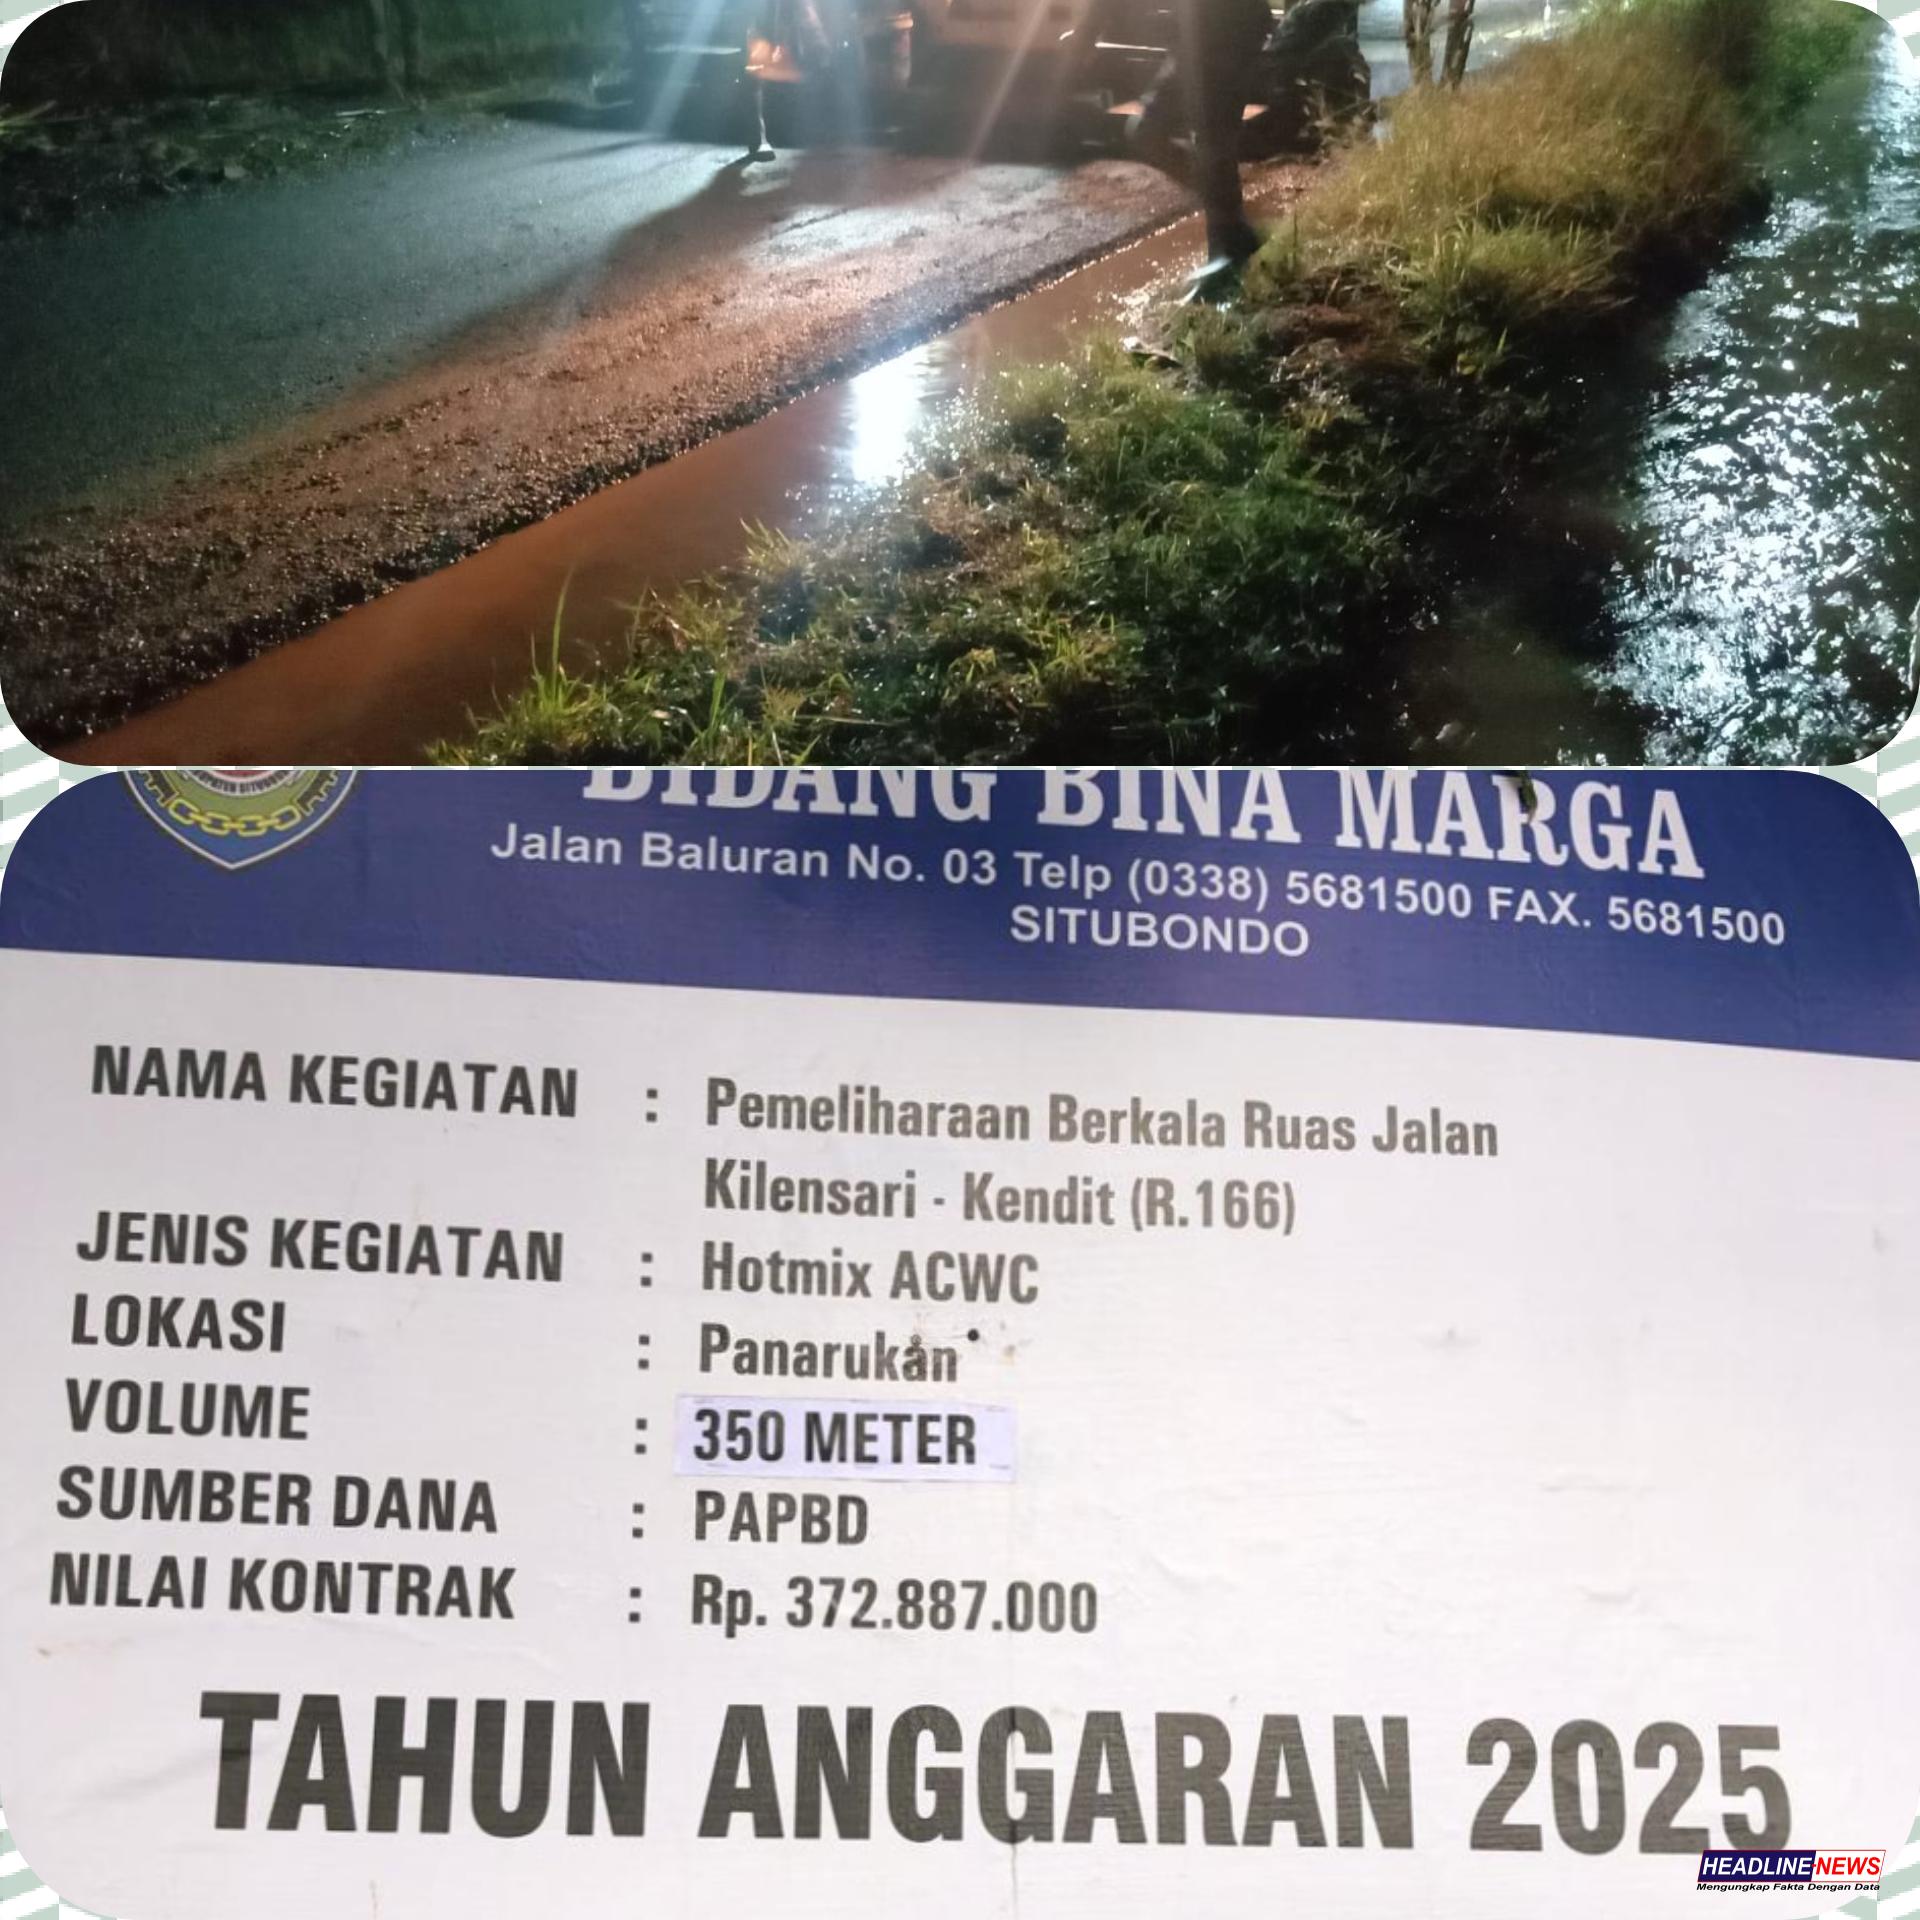 KABUPATEN SITUBONDO
BIDANG BINA MARGA
Jalan Baluran No. 03 Telp (0338) 5681500 FAX. 5681500
SITUBONDO
NAMA KEGIATAN : Pemeliharaan Berkala Ruas Jalan
Kilensari - Kendit (R.166)
JENIS KEGIATAN : Hotmix ACWC
LOKASI : Panarukan
VOLUME : 350 METER
SUMBER DANA : PAPBD
NILAI KONTRAK : Rp. 372.887.000
TAHUN ANGGARAN 2025
HEADLINE-NEWS
Mengungkap Fakta Dengan Data